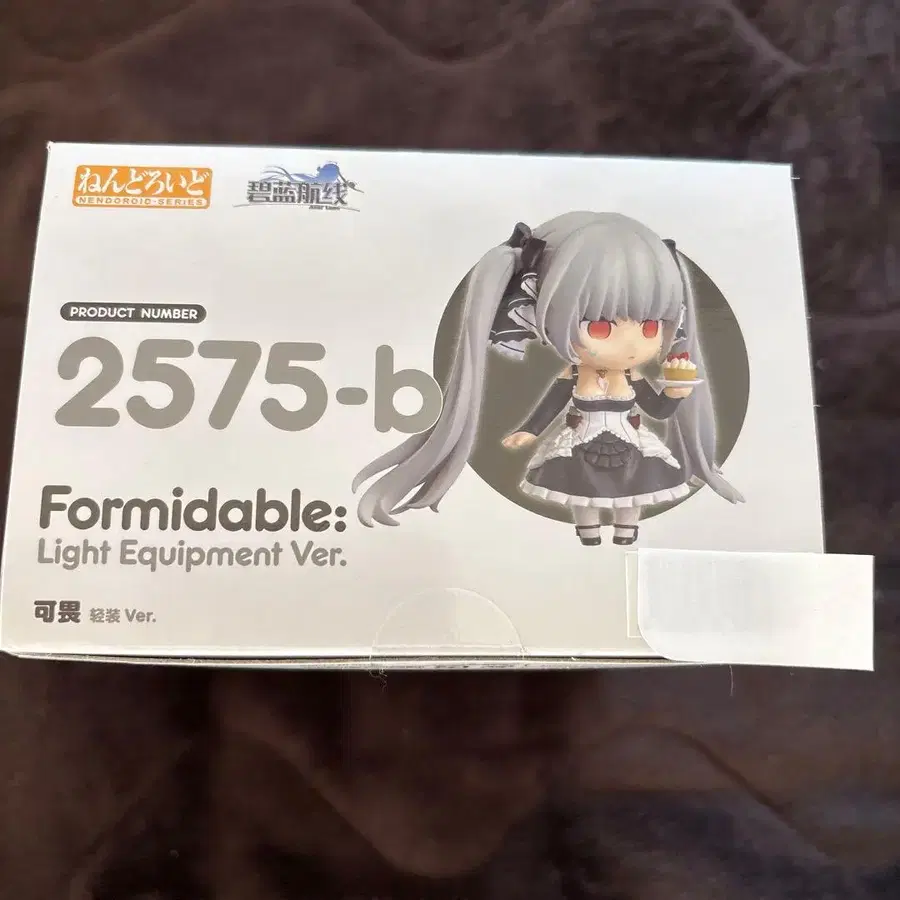 ねんどろいど
NENDOROID SERIES
碧蓝航线
PRODUCT NUMBER
2575-b
Formidable:
Light Equipment Ver.
可畏 轻装 Ver.